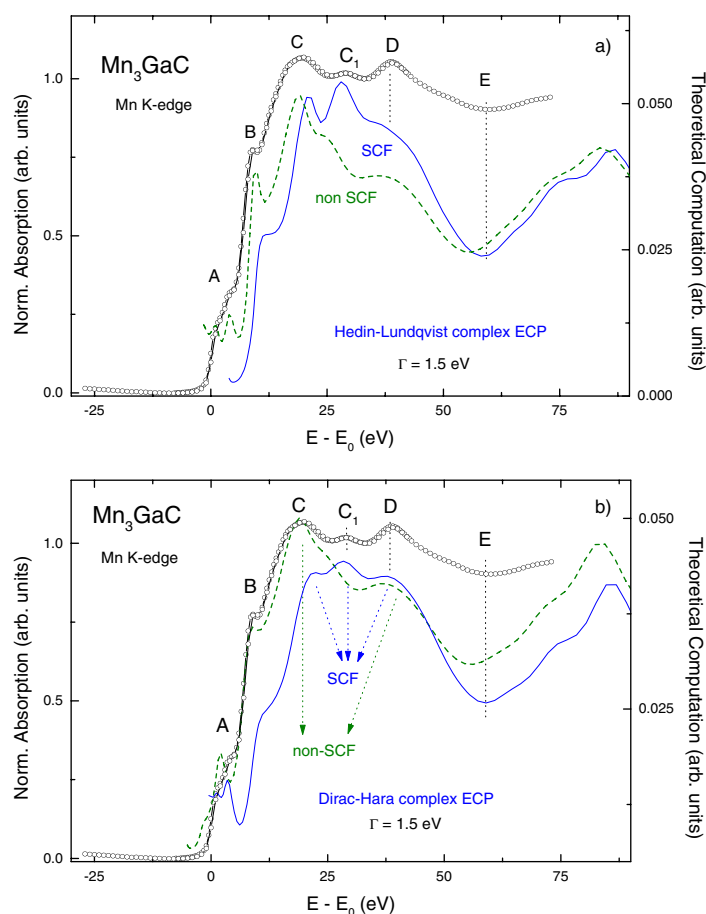 Mn3GaC
Mn K-edge
a)
A
B
C
C1
D
E
SCF
non SCF
Hedin-Lundqvist complex ECP
Γ = 1.5 eV
Norm. Absorption (arb. units)
1.0
0.5
0.0
Theoretical Computation (arb. units)
0.050
0.025
0.000
-25 0 25 50 75
E - E0 (eV)
Mn3GaC
Mn K-edge
b)
A
B
C
C1
D
E
SCF
non-SCF
Dirac-Hara complex ECP
Γ = 1.5 eV
Norm. Absorption (arb. units)
1.0
0.5
0.0
Theoretical Computation (arb. units)
0.050
0.025
-25 0 25 50 75
E - E0 (eV)